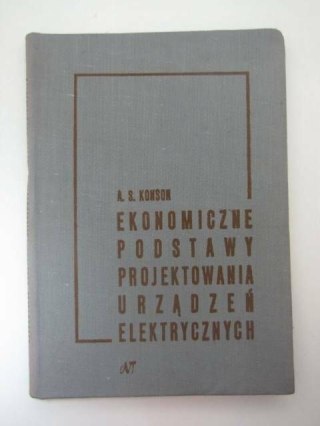 A. S. KONSON
EKONOMICZNE
PODSTAWY
PROJEKTOWANIA
URZĄDZEŃ
ELEKTRYCZNYCH
WNT